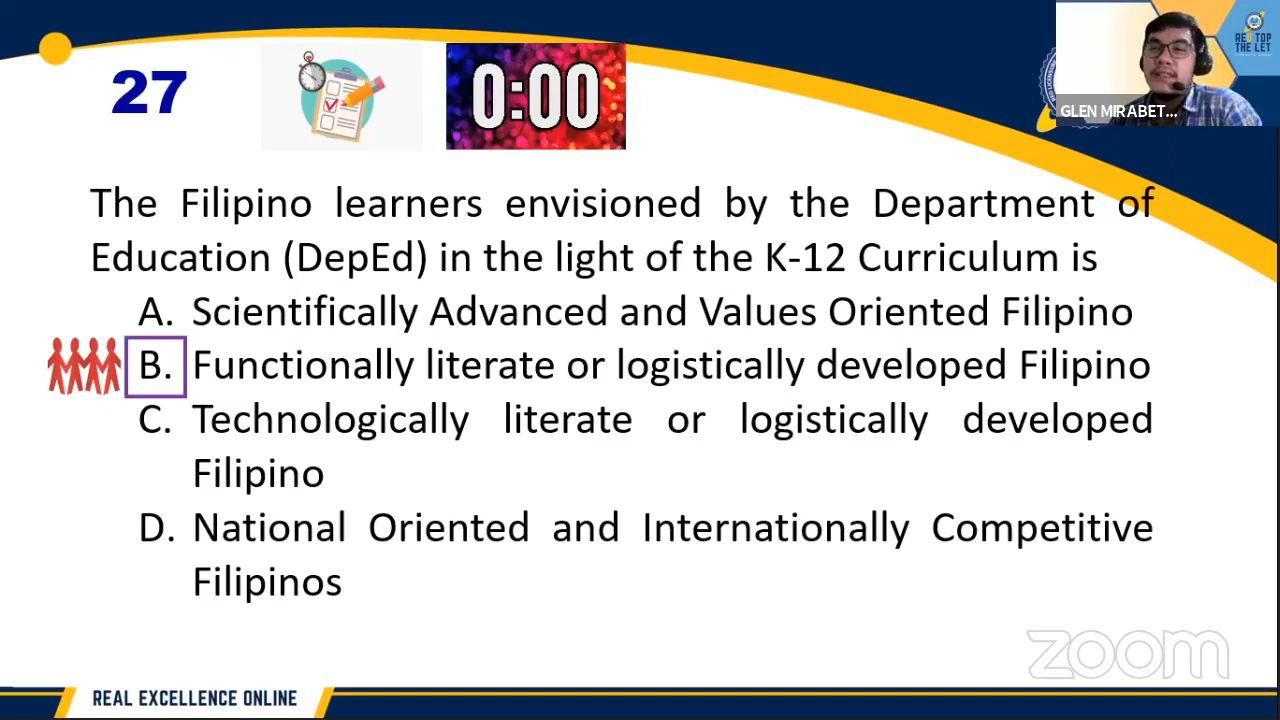 RE
TOP
THE LET
GLEN MIRABET...
27
0:00
The Filipino learners envisioned by the Department of
Education (DepEd) in the light of the K-12 Curriculum is
A. Scientifically Advanced and Values Oriented Filipino
B. Functionally literate or logistically developed Filipino
C. Technologically literate or logistically developed
Filipino
D. National Oriented and Internationally Competitive
Filipinos
zoom
REAL EXCELLENCE ONLINE